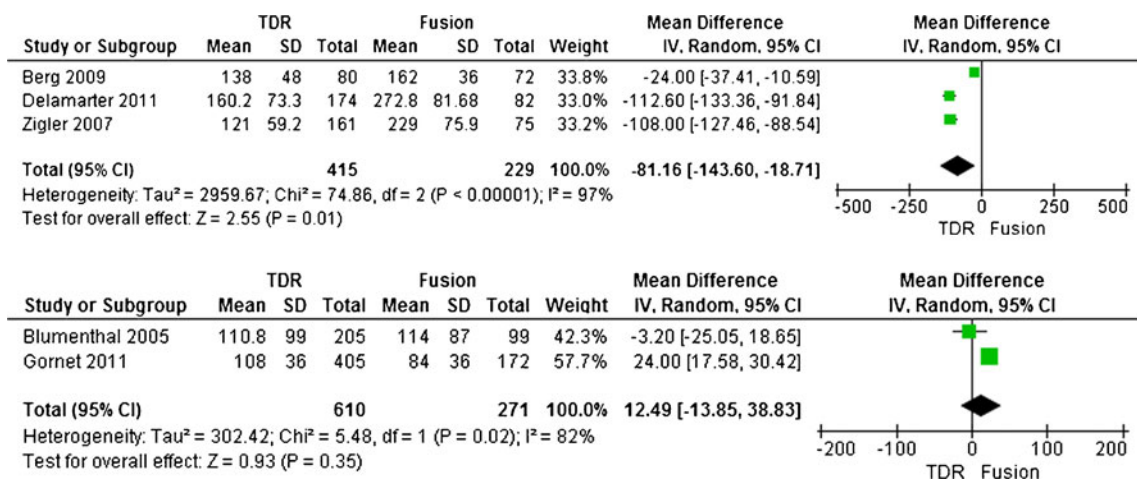 TDR Fusion Mean Difference Mean Difference
Study or Subgroup Mean SD Total Mean SD Total Weight IV, Random, 95% CI IV, Random, 95% CI
Berg 2009 138 48 80 162 36 72 33.8% -24.00 [-37.41, -10.59]
Delamarter 2011 160.2 73.3 174 272.8 81.68 82 33.0% -112.60 [-133.36, -91.84]
Zigler 2007 121 59.2 161 229 75.9 75 33.2% -108.00 [-127.46, -88.54]
Total (95% CI) 415 229 100.0% -81.16 [-143.60, -18.71]
Heterogeneity: Tau² = 2959.67; Chi² = 74.86, df = 2 (P < 0.00001); I² = 97%
Test for overall effect: Z = 2.55 (P = 0.01)
-500 -250 0 250 500
TDR Fusion
TDR Fusion Mean Difference Mean Difference
Study or Subgroup Mean SD Total Mean SD Total Weight IV, Random, 95% CI IV, Random, 95% CI
Blumenthal 2005 110.8 99 205 114 87 99 42.3% -3.20 [-25.05, 18.65]
Gornet 2011 108 36 405 84 36 172 57.7% 24.00 [17.58, 30.42]
Total (95% CI) 610 271 100.0% 12.49 [-13.85, 38.83]
Heterogeneity: Tau² = 302.42; Chi² = 5.48, df = 1 (P = 0.02); I² = 82%
Test for overall effect: Z = 0.93 (P = 0.35)
-200 -100 0 100 200
TDR Fusion